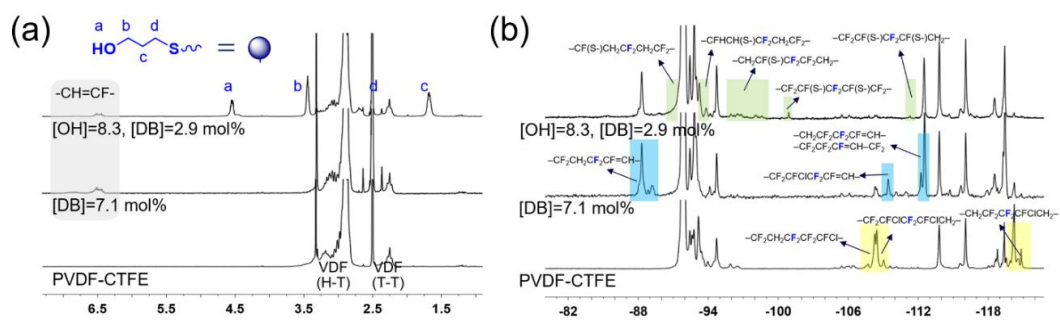 (a)
a
b
d
HO
S
=
c
-CH=CF-
a
b
d
c
[OH]=8.3, [DB]=2.9 mol%
[DB]=7.1 mol%
PVDF-CTFE
VDF
(H-T)
VDF
(T-T)
6.5
5.5
4.5
3.5
2.5
1.5
(b)
–CF(S-)CH₂CF₂CH₂CF₂–
–CFHCH(S-)CF₂CH₂CF₂–
–CH₂CF(S-)CF₂CF₂CH₂–
–CF₂CF(S-)CF₂CF(S-)CH₂–
–CF₂CF(S-)CF₂CF(S-)CF₂–
[OH]=8.3, [DB]=2.9 mol%
–CF₂CH₂CF₂CF=CH–
–CH₂CF₂CF₂CF=CH–
–CF₂CF₂CF=CH–CF₂
–CF₂CFClCF₂CF=CH–
[DB]=7.1 mol%
–CF₂CFClCF₂CFClCH₂–
–CH₂CF₂CF₂CFClCH₂–
–CF₂CH₂CF₂CF₂CFCl–
PVDF-CTFE
-82
-88
-94
-100
-106
-112
-118